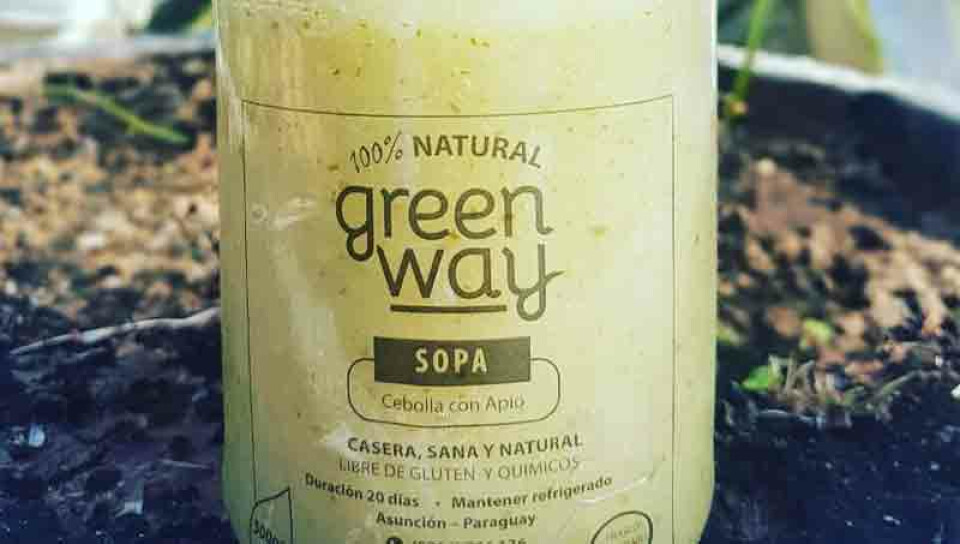 100% NATURAL
green
way
SOPA
Cebolla con Apio
CASERA, SANA Y NATURAL
LIBRE DE GLUTEN Y QUIMICOS
Duración 20 días • Mantener refrigerado
Asunción – Paraguay